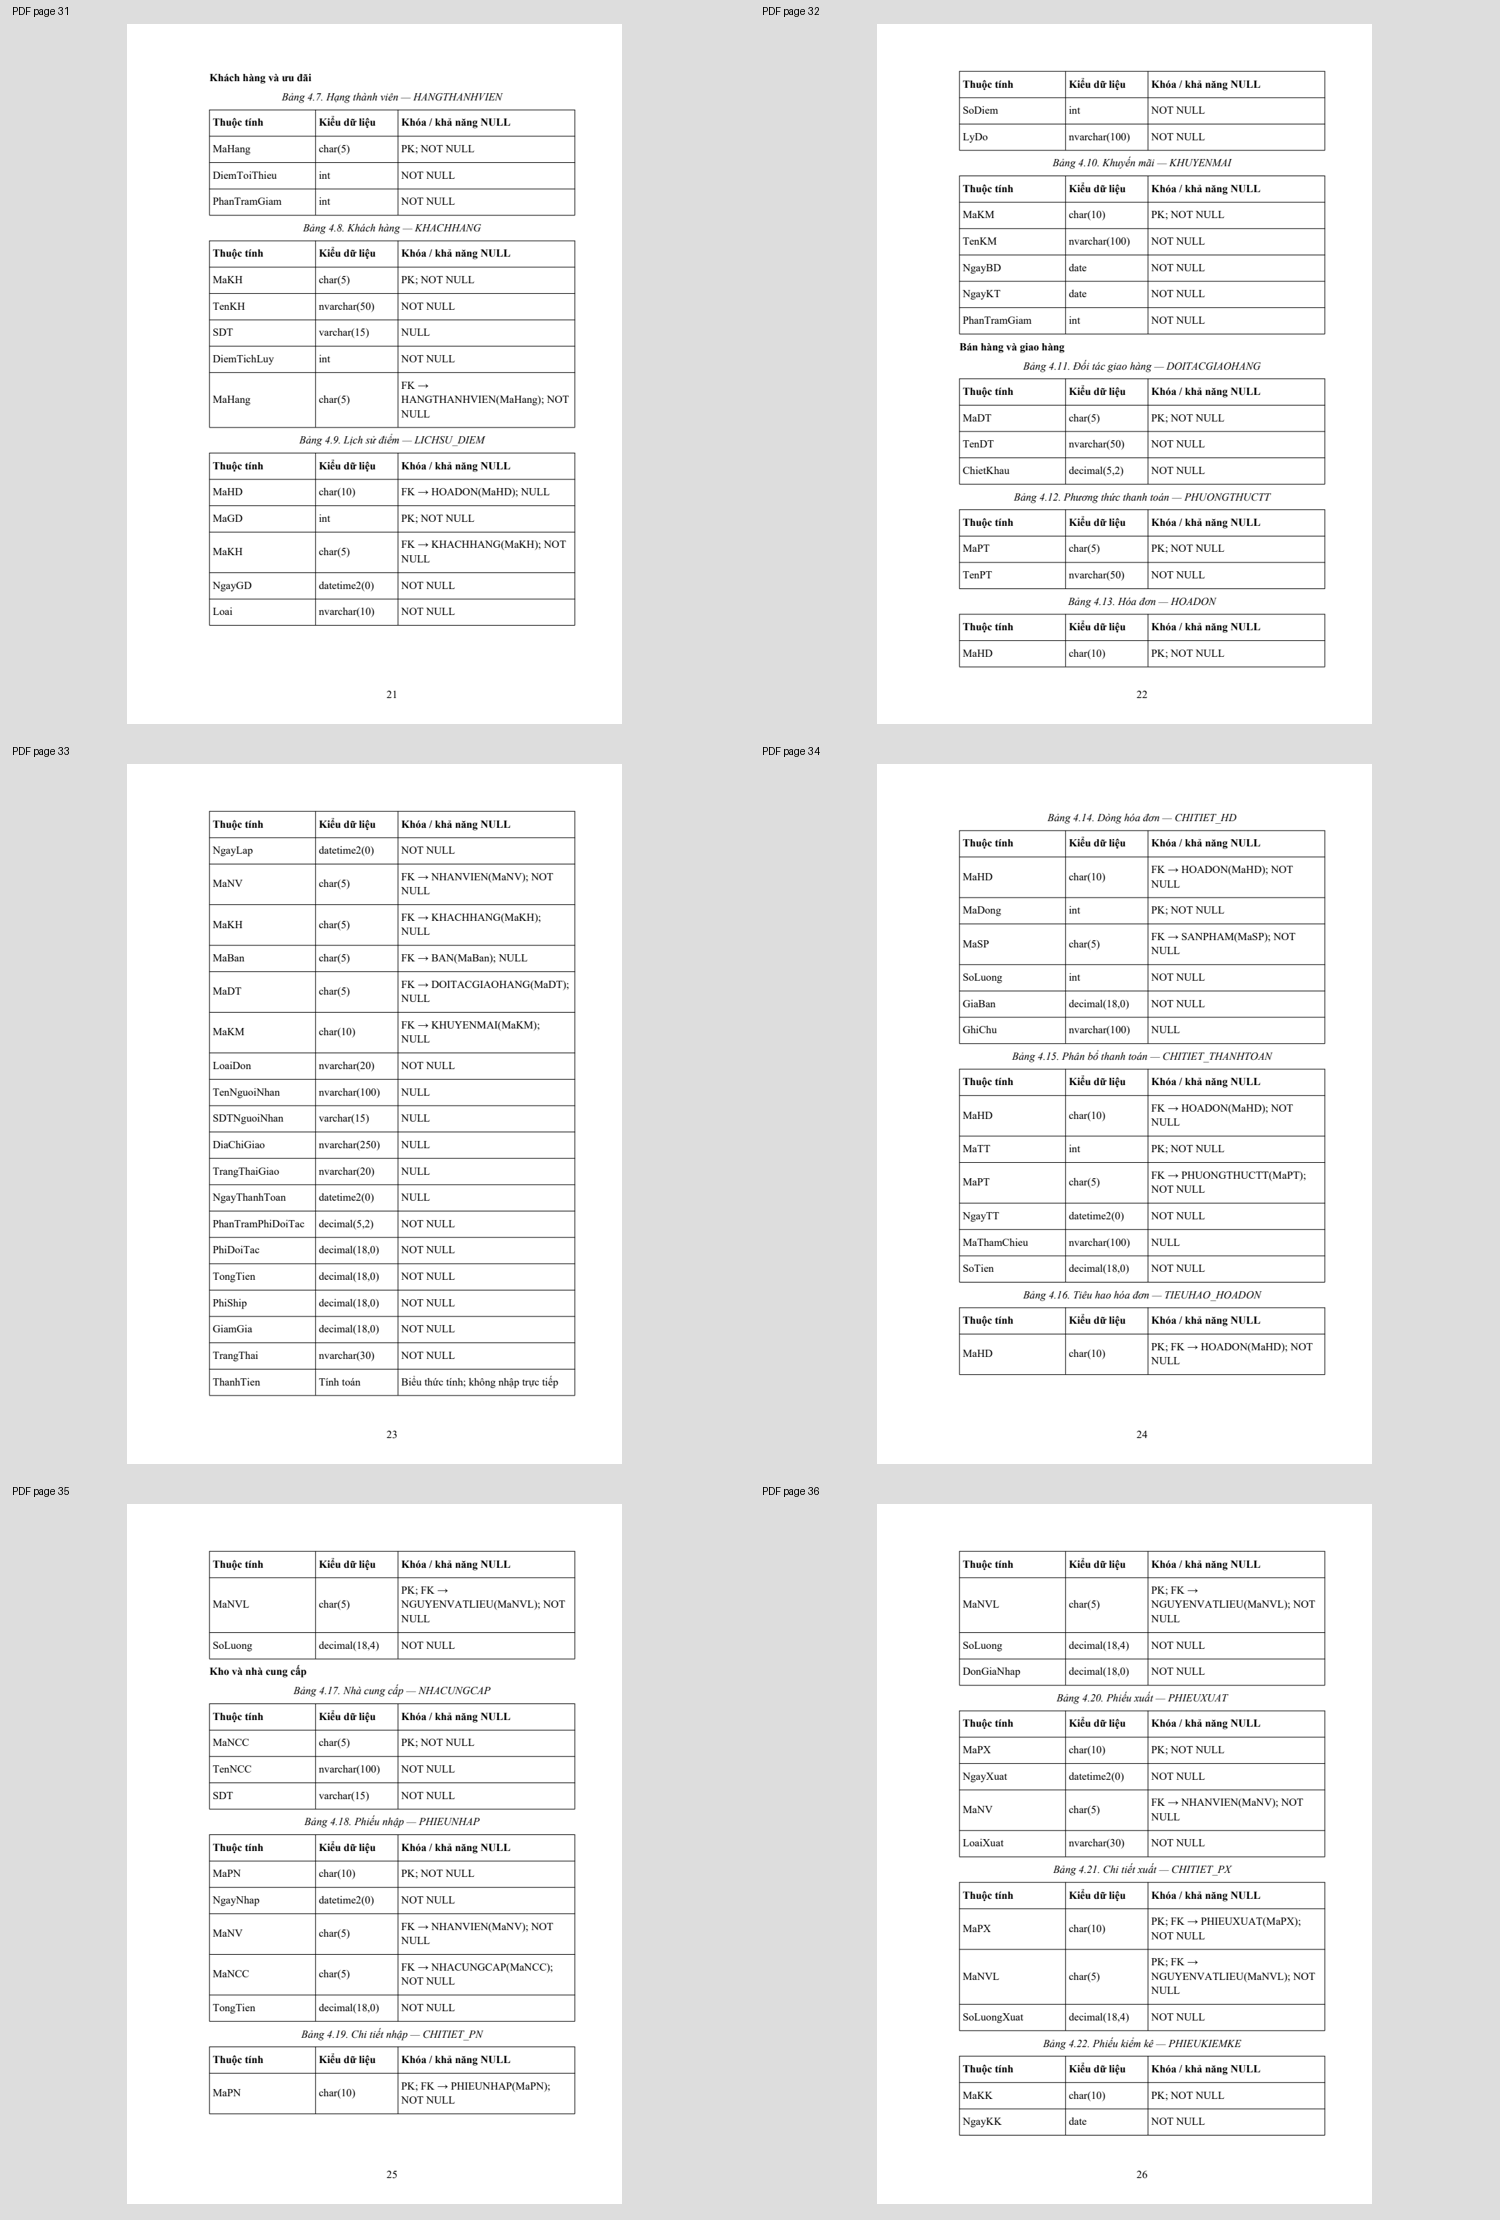 PDF page 31
Khách hàng và ưu đãi
Bảng 4.7. Hạng thành viên — HANGTHANHVIEN
Thuộc tính Kiểu dữ liệu Khóa / khả năng NULL
MaHang char(5) PK; NOT NULL
DiemToiThieu int NOT NULL
PhanTramGiam int NOT NULL
Bảng 4.8. Khách hàng — KHACHHANG
Thuộc tính Kiểu dữ liệu Khóa / khả năng NULL
MaKH char(5) PK; NOT NULL
TenKH nvarchar(50) NOT NULL
SDT varchar(15) NULL
DiemTichLuy int NOT NULL
MaHang char(5) FK →
HANGTHANHVIEN(MaHang); NOT
NULL
Bảng 4.9. Lịch sử điểm — LICHSU_DIEM
Thuộc tính Kiểu dữ liệu Khóa / khả năng NULL
MaHD char(10) FK → HOADON(MaHD); NULL
MaGD int PK; NOT NULL
MaKH char(5) FK → KHACHHANG(MaKH); NOT
NULL
NgayGD datetime2(0) NOT NULL
Loai nvarchar(10) NOT NULL
21
PDF page 32
Thuộc tính Kiểu dữ liệu Khóa / khả năng NULL
SoDiem int NOT NULL
LyDo nvarchar(100) NOT NULL
Bảng 4.10. Khuyến mãi — KHUYENMAI
Thuộc tính Kiểu dữ liệu Khóa / khả năng NULL
MaKM char(10) PK; NOT NULL
TenKM nvarchar(100) NOT NULL
NgayBD date NOT NULL
NgayKT date NOT NULL
PhanTramGiam int NOT NULL
Bán hàng và giao hàng
Bảng 4.11. Đối tác giao hàng — DOITACGIAOHANG
Thuộc tính Kiểu dữ liệu Khóa / khả năng NULL
MaDT char(5) PK; NOT NULL
TenDT nvarchar(50) NOT NULL
ChietKhau decimal(5,2) NOT NULL
Bảng 4.12. Phương thức thanh toán — PHUONGTHUCTT
Thuộc tính Kiểu dữ liệu Khóa / khả năng NULL
MaPT char(5) PK; NOT NULL
TenPT nvarchar(50) NOT NULL
Bảng 4.13. Hóa đơn — HOADON
Thuộc tính Kiểu dữ liệu Khóa / khả năng NULL
MaHD char(10) PK; NOT NULL
22
PDF page 33
Thuộc tính Kiểu dữ liệu Khóa / khả năng NULL
NgayLap datetime2(0) NOT NULL
MaNV char(5) FK → NHANVIEN(MaNV); NOT
NULL
MaKH char(5) FK → KHACHHANG(MaKH);
NULL
MaBan char(5) FK → BAN(MaBan); NULL
MaDT char(5) FK → DOITACGIAOHANG(MaDT);
NULL
MaKM char(10) FK → KHUYENMAI(MaKM);
NULL
LoaiDon nvarchar(20) NOT NULL
TenNguoiNhan nvarchar(100) NULL
SDTNguoiNhan varchar(15) NULL
DiaChiGiao nvarchar(250) NULL
TrangThaiGiao nvarchar(20) NULL
NgayThanhToan datetime2(0) NULL
PhanTramPhiDoiTac decimal(5,2) NOT NULL
PhiDoiTac decimal(18,0) NOT NULL
TongTien decimal(18,0) NOT NULL
PhiShip decimal(18,0) NOT NULL
GiamGia decimal(18,0) NOT NULL
TrangThai nvarchar(30) NOT NULL
ThanhTien Tính toán Biểu thức tính; không nhập trực tiếp
23
PDF page 34
Bảng 4.14. Dòng hóa đơn — CHITIET_HD
Thuộc tính Kiểu dữ liệu Khóa / khả năng NULL
MaHD char(10) FK → HOADON(MaHD); NOT
NULL
MaDong int PK; NOT NULL
MaSP char(5) FK → SANPHAM(MaSP); NOT
NULL
SoLuong int NOT NULL
GiaBan decimal(18,0) NOT NULL
GhiChu nvarchar(100) NULL
Bảng 4.15. Phân bổ thanh toán — CHITIET_THANHTOAN
Thuộc tính Kiểu dữ liệu Khóa / khả năng NULL
MaHD char(10) FK → HOADON(MaHD); NOT
NULL
MaTT int PK; NOT NULL
MaPT char(5) FK → PHUONGTHUCTT(MaPT);
NOT NULL
NgayTT datetime2(0) NOT NULL
MaThamChieu nvarchar(100) NULL
SoTien decimal(18,0) NOT NULL
Bảng 4.16. Tiêu hao hóa đơn — TIEUHAO_HOADON
Thuộc tính Kiểu dữ liệu Khóa / khả năng NULL
MaHD char(10) PK; FK → HOADON(MaHD); NOT
NULL
24
PDF page 35
Thuộc tính Kiểu dữ liệu Khóa / khả năng NULL
MaNVL char(5) PK; FK →
NGUYENVATLIEU(MaNVL); NOT
NULL
SoLuong decimal(18,4) NOT NULL
Kho và nhà cung cấp
Bảng 4.17. Nhà cung cấp — NHACUNGCAP
Thuộc tính Kiểu dữ liệu Khóa / khả năng NULL
MaNCC char(5) PK; NOT NULL
TenNCC nvarchar(100) NOT NULL
SDT varchar(15) NOT NULL
Bảng 4.18. Phiếu nhập — PHIEUNHAP
Thuộc tính Kiểu dữ liệu Khóa / khả năng NULL
MaPN char(10) PK; NOT NULL
NgayNhap datetime2(0) NOT NULL
MaNV char(5) FK → NHANVIEN(MaNV); NOT
NULL
MaNCC char(5) FK → NHACUNGCAP(MaNCC);
NOT NULL
TongTien decimal(18,0) NOT NULL
Bảng 4.19. Chi tiết nhập — CHITIET_PN
Thuộc tính Kiểu dữ liệu Khóa / khả năng NULL
MaPN char(10) PK; FK → PHIEUNHAP(MaPN);
NOT NULL
25
PDF page 36
Thuộc tính Kiểu dữ liệu Khóa / khả năng NULL
MaNVL char(5) PK; FK →
NGUYENVATLIEU(MaNVL); NOT
NULL
SoLuong decimal(18,4) NOT NULL
DonGiaNhap decimal(18,0) NOT NULL
Bảng 4.20. Phiếu xuất — PHIEUXUAT
Thuộc tính Kiểu dữ liệu Khóa / khả năng NULL
MaPX char(10) PK; NOT NULL
NgayXuat datetime2(0) NOT NULL
MaNV char(5) FK → NHANVIEN(MaNV); NOT
NULL
LoaiXuat nvarchar(30) NOT NULL
Bảng 4.21. Chi tiết xuất — CHITIET_PX
Thuộc tính Kiểu dữ liệu Khóa / khả năng NULL
MaPX char(10) PK; FK → PHIEUXUAT(MaPX);
NOT NULL
MaNVL char(5) PK; FK →
NGUYENVATLIEU(MaNVL); NOT
NULL
SoLuongXuat decimal(18,4) NOT NULL
Bảng 4.22. Phiếu kiểm kê — PHIEUKIEMKE
Thuộc tính Kiểu dữ liệu Khóa / khả năng NULL
MaKK char(10) PK; NOT NULL
NgayKK date NOT NULL
26